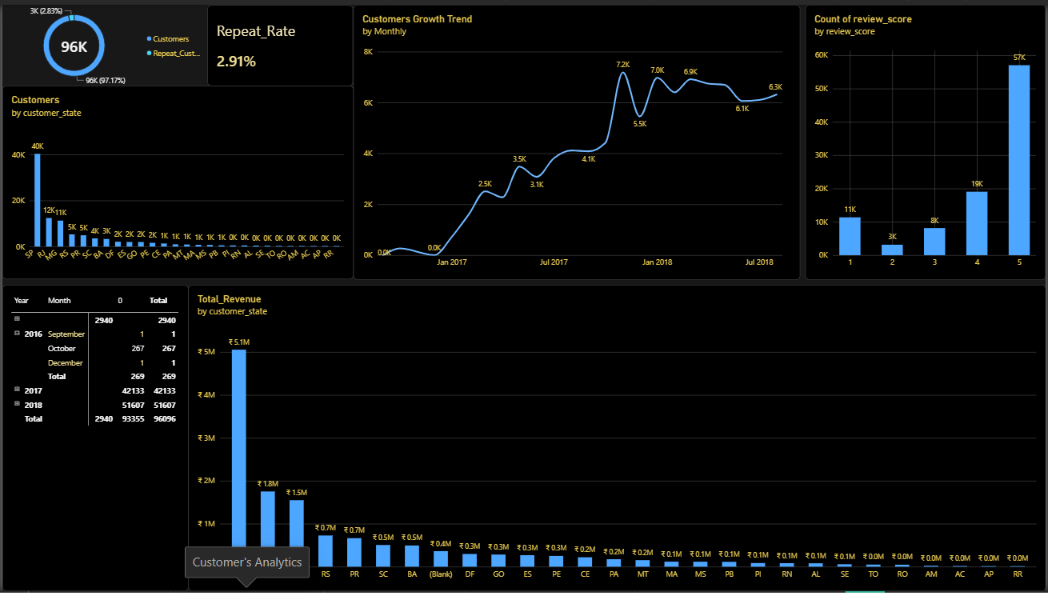 3K (2.83%)
96K
Customers
Repeat_Cust...
96K (97.17%)
Repeat_Rate
2.91%
Customers
by customer_state
40K
20K
0K
40K
12K
11K
5K
5K
4K
3K
2K
2K
2K
2K
1K
1K
1K
1K
1K
1K
0K
0K
0K
0K
0K
0K
0K
0K
0K
SP
RJ
MG
RS
PR
SC
BA
DF
ES
GO
PE
CE
PA
MT
MA
MS
PB
PI
RN
AL
SE
TO
RO
AM
AC
AP
RR
Customers Growth Trend
by Monthly
8K
6K
4K
2K
0K
0.0K
0.0K
2.5K
3.5K
3.1K
4.1K
7.2K
5.5K
7.0K
6.9K
6.1K
6.3K
Jan 2017
Jul 2017
Jan 2018
Jul 2018
Count of review_score
by review_score
60K
50K
40K
30K
20K
10K
0K
11K
3K
8K
19K
57K
1
2
3
4
5
Year Month 0 Total
2940 2940
2016 September 1 1
October 267 267
December 1 1
Total 269 269
2017 42133 42133
2018 51607 51607
Total 2940 93355 96096
Total_Revenue
by customer_state
₹5M
₹4M
₹3M
₹2M
₹1M
₹5.1M
₹1.8M
₹1.5M
₹0.7M
₹0.7M
₹0.5M
₹0.5M
₹0.4M
₹0.3M
₹0.3M
₹0.3M
₹0.3M
₹0.2M
₹0.2M
₹0.2M
₹0.1M
₹0.1M
₹0.1M
₹0.1M
₹0.1M
₹0.1M
₹0.1M
₹0.0M
₹0.0M
₹0.0M
₹0.0M
₹0.0M
₹0.0M
RS
PR
SC
BA
(Blank)
DF
GO
ES
PE
CE
PA
MT
MA
MS
PB
PI
RN
AL
SE
TO
RO
AM
AC
AP
RR
Customer's Analytics